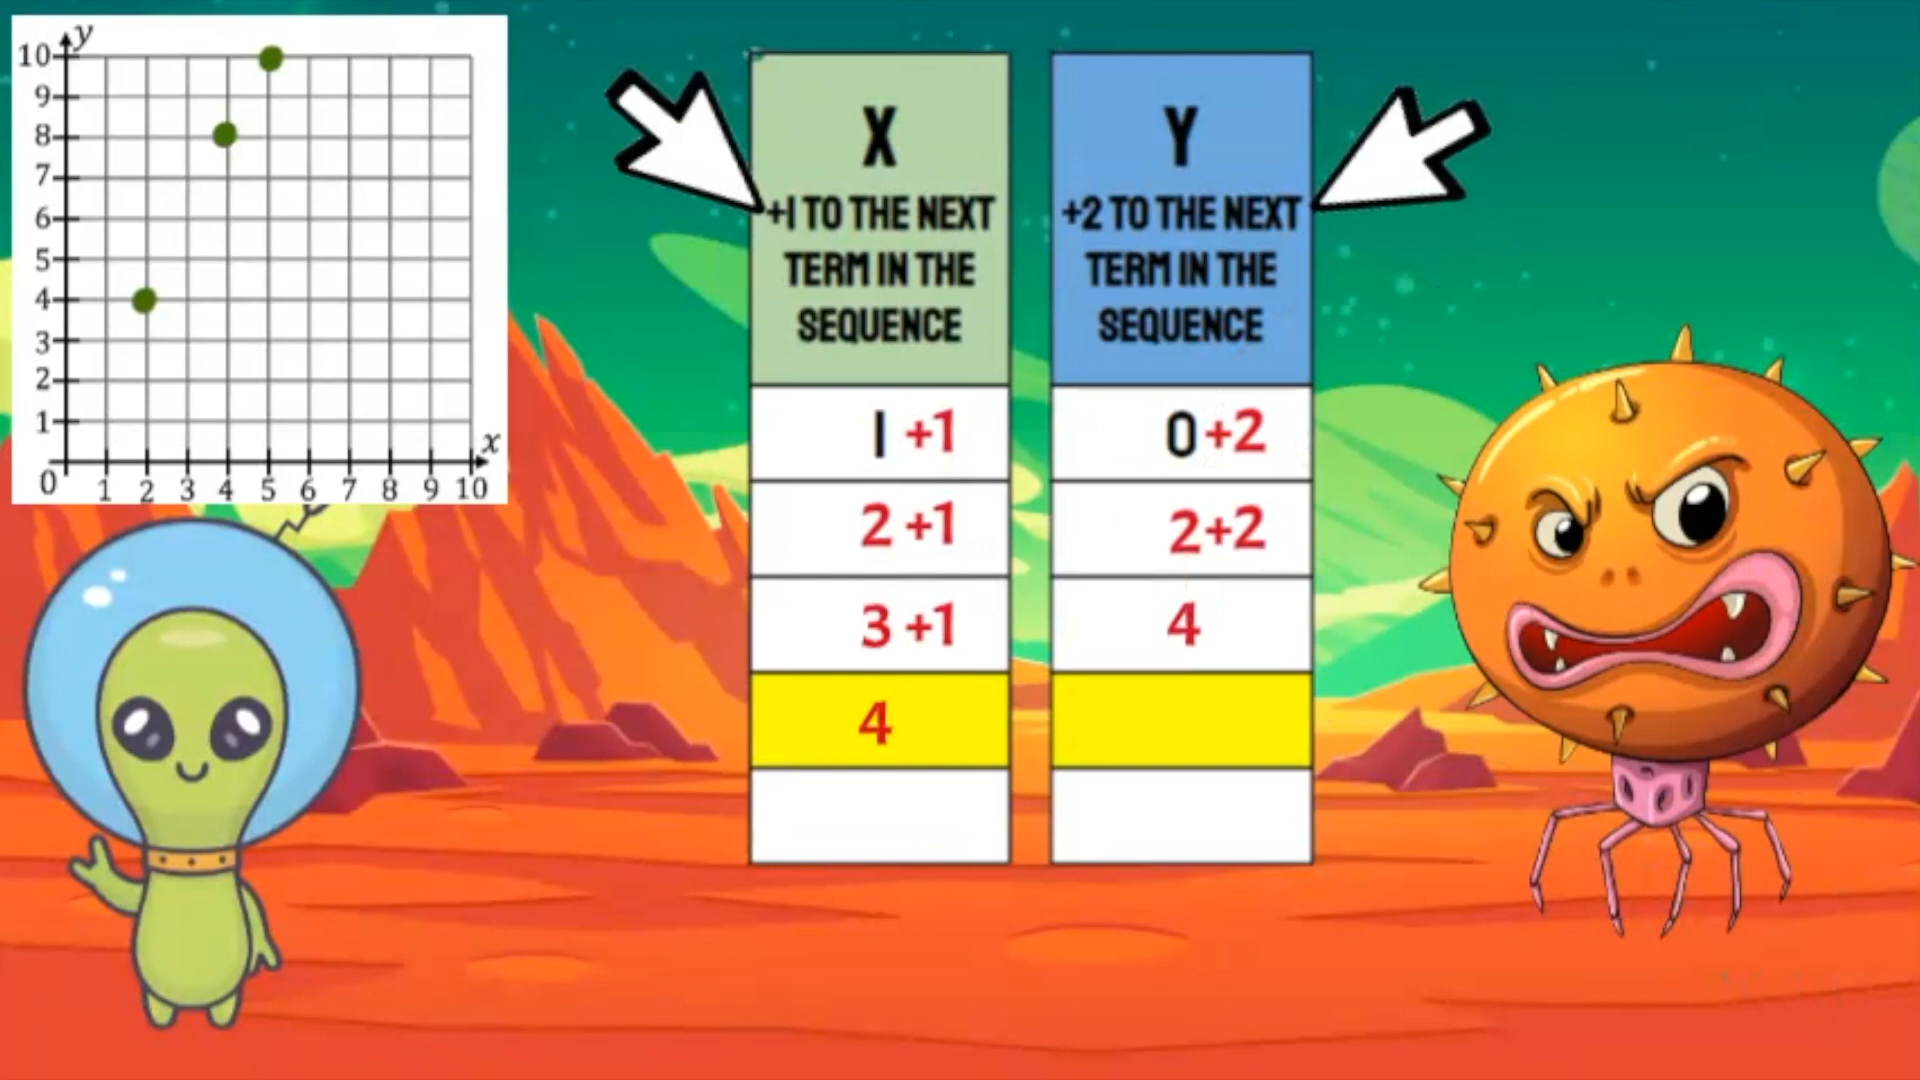 y
10
9
8
7
6
5
4
3
2
1
x
0 1 2 3 4 5 6 7 8 9 10
X
+1 TO THE NEXT
TERM IN THE
SEQUENCE
1 +1
2 +1
3 +1
4
Y
+2 TO THE NEXT
TERM IN THE
SEQUENCE
0 +2
2+2
4